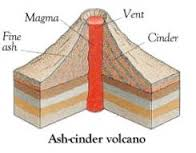 Magma
Vent
Fine
ash
Cinder
Ash-cinder volcano